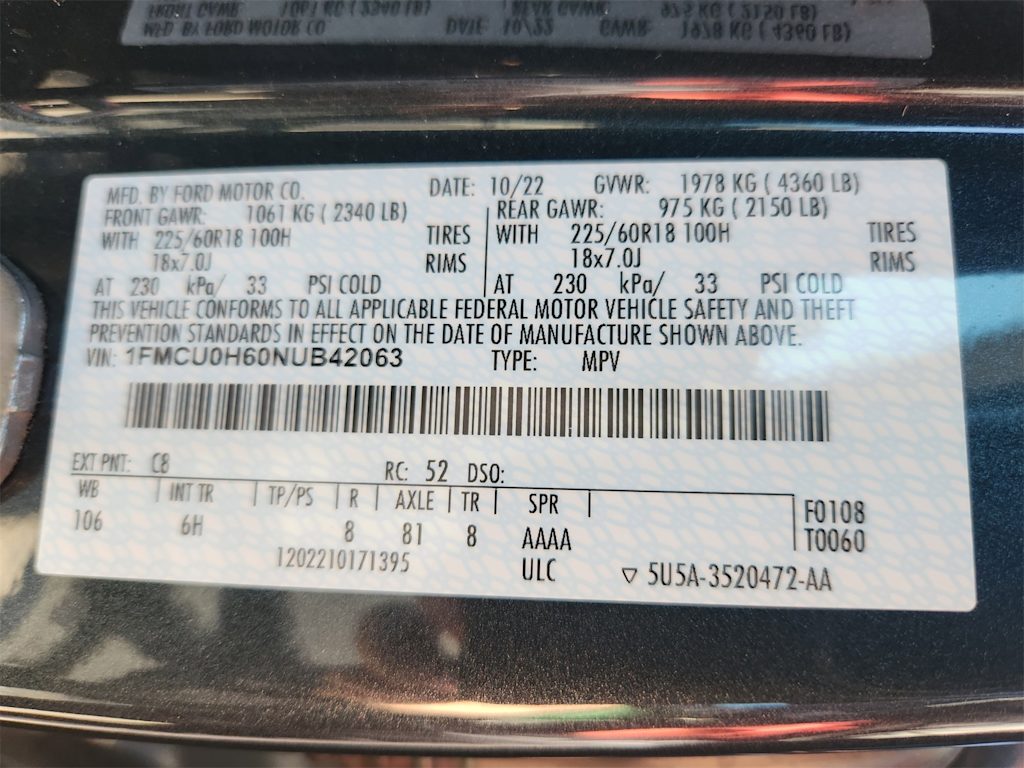 MFD. BY FORD MOTOR CO. DATE: 10/22 GVWR: 1978 KG ( 4360 LB)
FRONT GAWR: 1061 KG ( 2340 LB) REAR GAWR: 975 KG ( 2150 LB)
WITH 225/60R18 100H TIRES WITH 225/60R18 100H TIRES
18x7.0J RIMS 18x7.0J RIMS
AT 230 kPa/ 33 PSI COLD AT 230 kPa/ 33 PSI COLD
THIS VEHICLE CONFORMS TO ALL APPLICABLE FEDERAL MOTOR VEHICLE SAFETY AND THEFT
PREVENTION STANDARDS IN EFFECT ON THE DATE OF MANUFACTURE SHOWN ABOVE.
VIN: 1FMCU0H60NUB42063 TYPE: MPV
EXT PNT: C8 RC: 52 DSO:
WB INT TR TP/PS R AXLE TR SPR F0108
106 6H 8 81 8 AAAA T0060
1202210171395 ULC ▽ 5U5A-3520472-AA